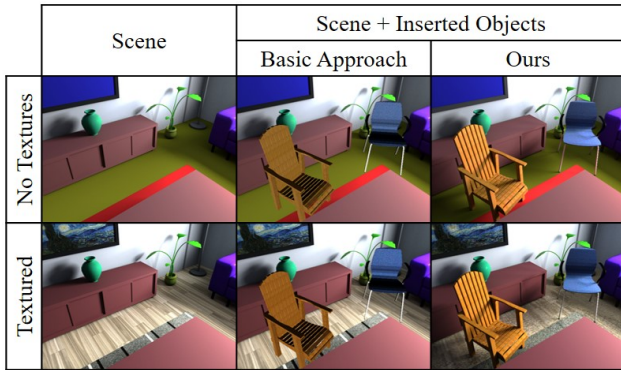 Scene
Scene + Inserted Objects
Basic Approach
Ours
No Textures
Textured